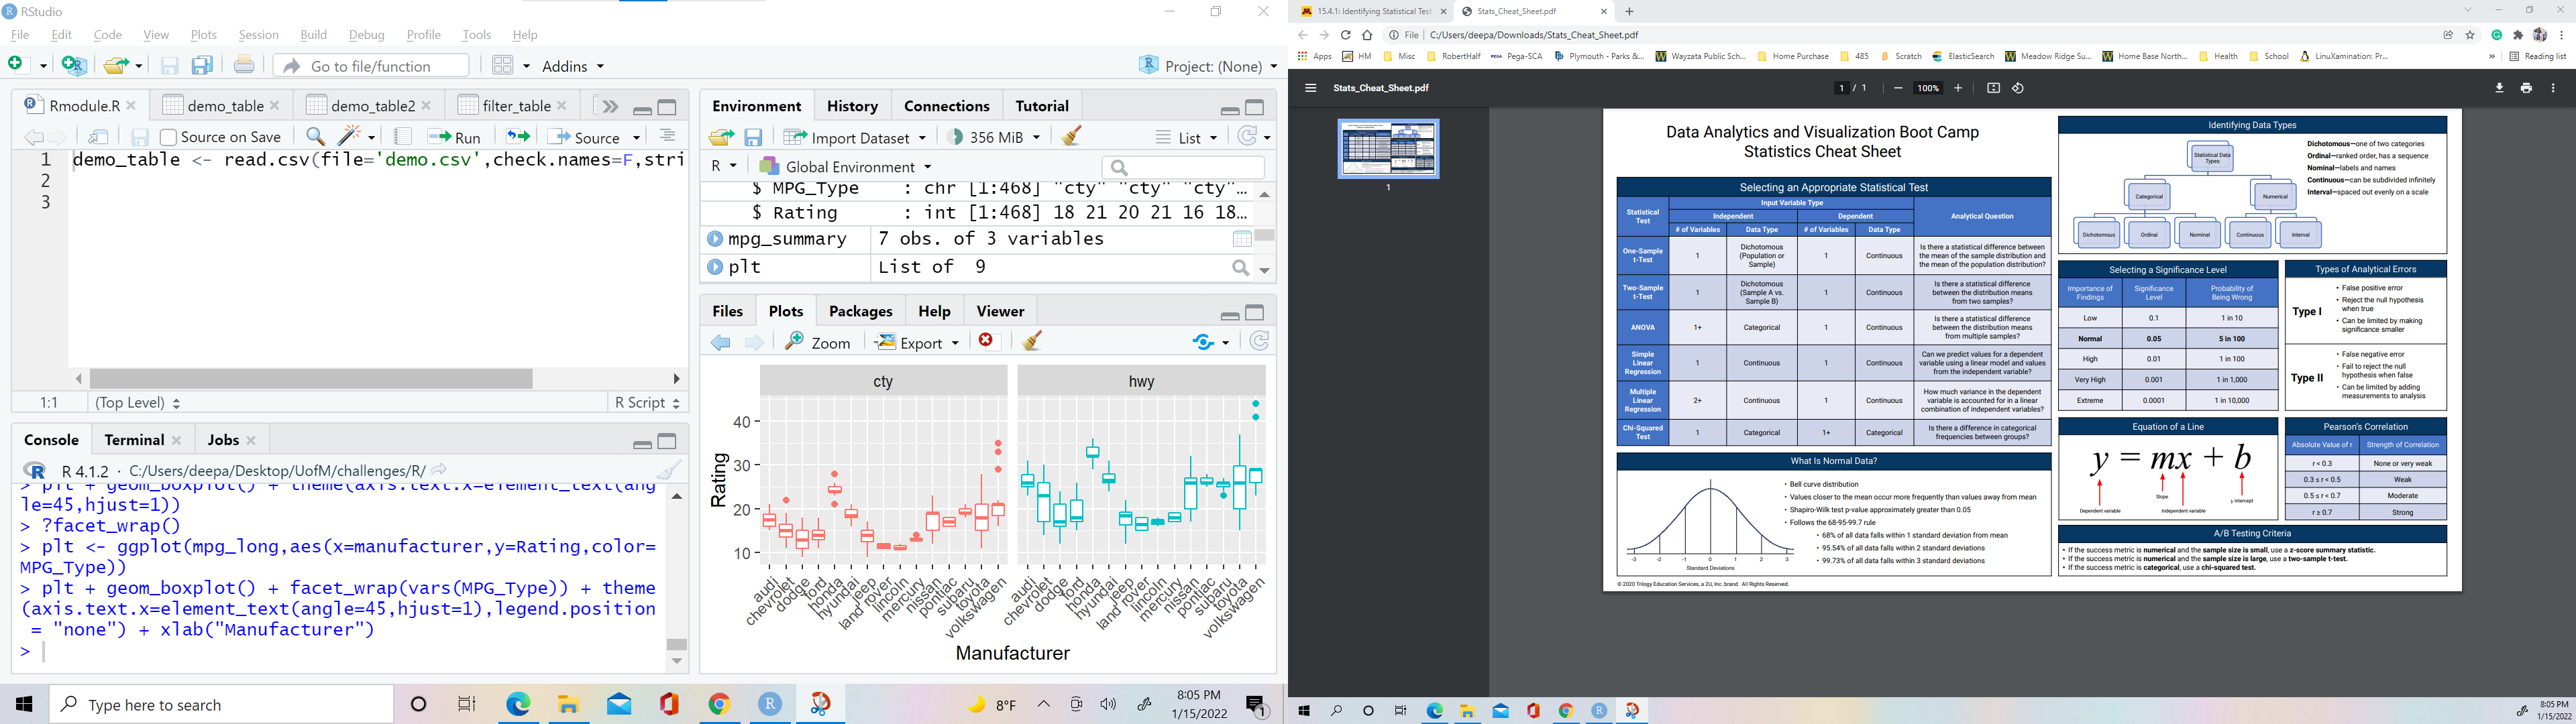 RStudio
File Edit Code View Plots Session Build Debug Profile Tools Help
Go to file/function Addins Project: (None)
Rmodule.R demo_table demo_table2 filter_table
Source on Save Run Source
1 demo_table <- read.csv(file='demo.csv',check.names=F,stri
2
3
1:1 (Top Level) R Script
Console Terminal Jobs
R 4.1.2 · C:/Users/deepa/Desktop/UofM/challenges/R/
> plt + geom_boxplot() + theme(axis.text.x=element_text(ang
le=45,hjust=1))
> ?facet_wrap()
> plt <- ggplot(mpg_long,aes(x=manufacturer,y=Rating,color=
MPG_Type))
> plt + geom_boxplot() + facet_wrap(vars(MPG_Type)) + theme
(axis.text.x=element_text(angle=45,hjust=1),legend.position
= "none") + xlab("Manufacturer")
>
Environment History Connections Tutorial
Import Dataset 356 MiB List
R Global Environment
$ MPG_Type : chr [1:468] "cty" "cty" "cty"...
$ Rating : int [1:468] 18 21 20 21 16 18...
mpg_summary 7 obs. of 3 variables
plt List of 9
Files Plots Packages Help Viewer
Zoom Export
cty hwy
Rating
40
30
20
10
audi chevrolet dodge ford honda hyundai jeep land rover lincoln mercury nissan pontiac subaru toyota volkswagen
audi chevrolet dodge ford honda hyundai jeep land rover lincoln mercury nissan pontiac subaru toyota volkswagen
Manufacturer
Type here to search
8°F
8:05 PM
1/15/2022
1
15.4.1: Identifying Statistical Test Stats_Cheat_Sheet.pdf
File C:/Users/deepa/Downloads/Stats_Cheat_Sheet.pdf
Apps HM Misc RobertHalf Pega-SCA Plymouth - Parks &... Wayzata Public Sch... Home Purchase 485 Scratch ElasticSearch Meadow Ridge Su... Home Base North... Health School LinuXamination: Pr... » Reading list
Stats_Cheat_Sheet.pdf 1 / 1 100%
1
Data Analytics and Visualization Boot Camp
Statistics Cheat Sheet
Selecting an Appropriate Statistical Test
Statistical Test
Input Variable Type
Independent Dependent
Analytical Question
# of Variables Data Type # of Variables Data Type
One-Sample t-Test 1 Dichotomous (Population or Sample) 1 Continuous Is there a statistical difference between the mean of the sample distribution and the mean of the population distribution?
Two-Sample t-Test 1 Dichotomous (Sample A vs. Sample B) 1 Continuous Is there a statistical difference between the distribution means from two samples?
ANOVA 1+ Categorical 1 Continuous Is there a statistical difference between the distribution means from multiple samples?
Simple Linear Regression 1 Continuous 1 Continuous Can we predict values for a dependent variable using a linear model and values from the independent variable?
Multiple Linear Regression 2+ Continuous 1 Continuous How much variance in the dependent variable is accounted for in a linear combination of independent variables?
Chi-Squared Test 1 Categorical 1+ Categorical Is there a difference in categorical frequencies between groups?
What Is Normal Data?
• Bell curve distribution
• Values closer to the mean occur more frequently than values away from mean
• Shapiro-Wilk test p-value approximately greater than 0.05
• Follows the 68-95-99.7 rule
• 68% of all data falls within 1 standard deviation from mean
• 95.54% of all data falls within 2 standard deviations
• 99.73% of all data falls within 3 standard deviations
-3 -2 -1 0 1 2 3
Standard Deviations
© 2020 Trilogy Education Services, a 2U, Inc. brand. All Rights Reserved.
Identifying Data Types
Statistical Data Types
Categorical Numerical
Dichotomous Ordinal Nominal Continuous Interval
Dichotomous—one of two categories
Ordinal—ranked order, has a sequence
Nominal—labels and names
Continuous—can be subdivided infinitely
Interval—spaced out evenly on a scale
Selecting a Significance Level
Importance of Findings Significance Level Probability of Being Wrong
Low 0.1 1 in 10
Normal 0.05 5 in 100
High 0.01 1 in 100
Very High 0.001 1 in 1,000
Extreme 0.0001 1 in 10,000
Types of Analytical Errors
Type I
• False positive error
• Reject the null hypothesis when true
• Can be limited by making significance smaller
Type II
• False negative error
• Fail to reject the null hypothesis when false
• Can be limited by adding measurements to analysis
Equation of a Line
y = mx + b
Slope
y intercept
Dependent variable Independent variable
Pearson's Correlation
Absolute Value of r Strength of Correlation
r < 0.3 None or very weak
0.3 ≤ r < 0.5 Weak
0.5 ≤ r < 0.7 Moderate
r ≥ 0.7 Strong
A/B Testing Criteria
• If the success metric is numerical and the sample size is small, use a z-score summary statistic.
• If the success metric is numerical and the sample size is large, use a two-sample t-test.
• If the success metric is categorical, use a chi-squared test.
8:05 PM
1/15/2022